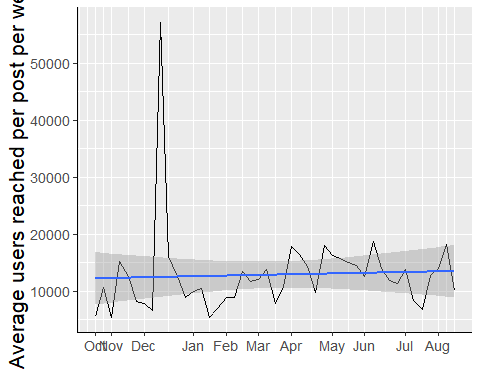 Average users reached per post per we
50000
40000
30000
20000
10000
Oct Nov Dec Jan Feb Mar Apr May Jun Jul Aug